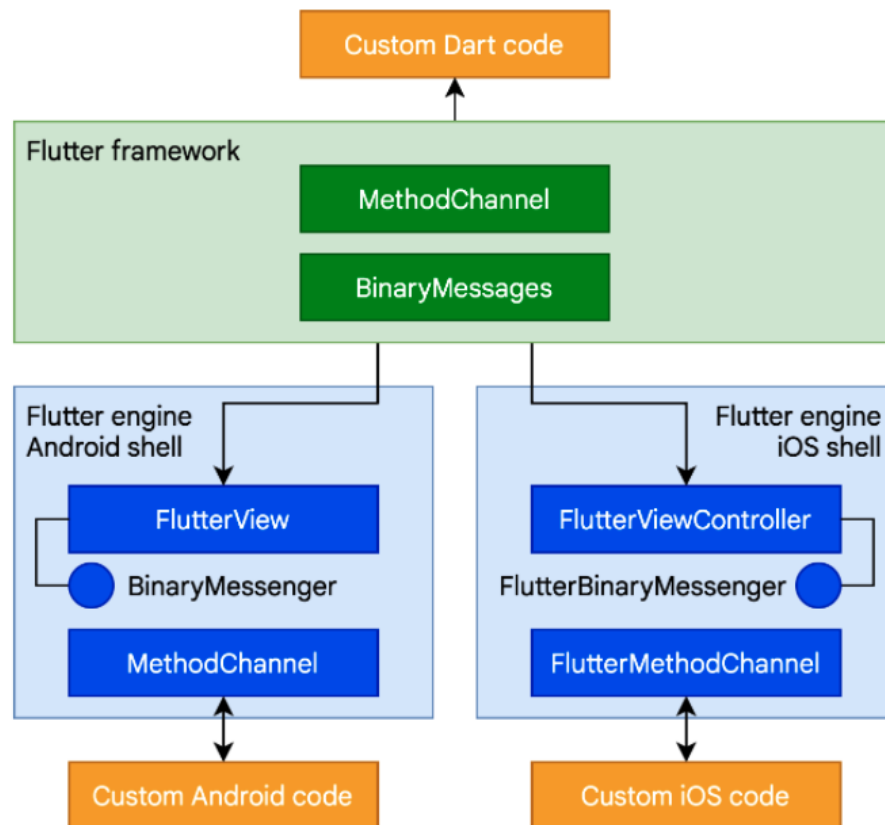 Custom Dart code
Flutter framework
MethodChannel
BinaryMessages
Flutter engine
Android shell
FlutterView
BinaryMessenger
MethodChannel
Custom Android code
Flutter engine
iOS shell
FlutterViewController
FlutterBinaryMessenger
FlutterMethodChannel
Custom iOS code